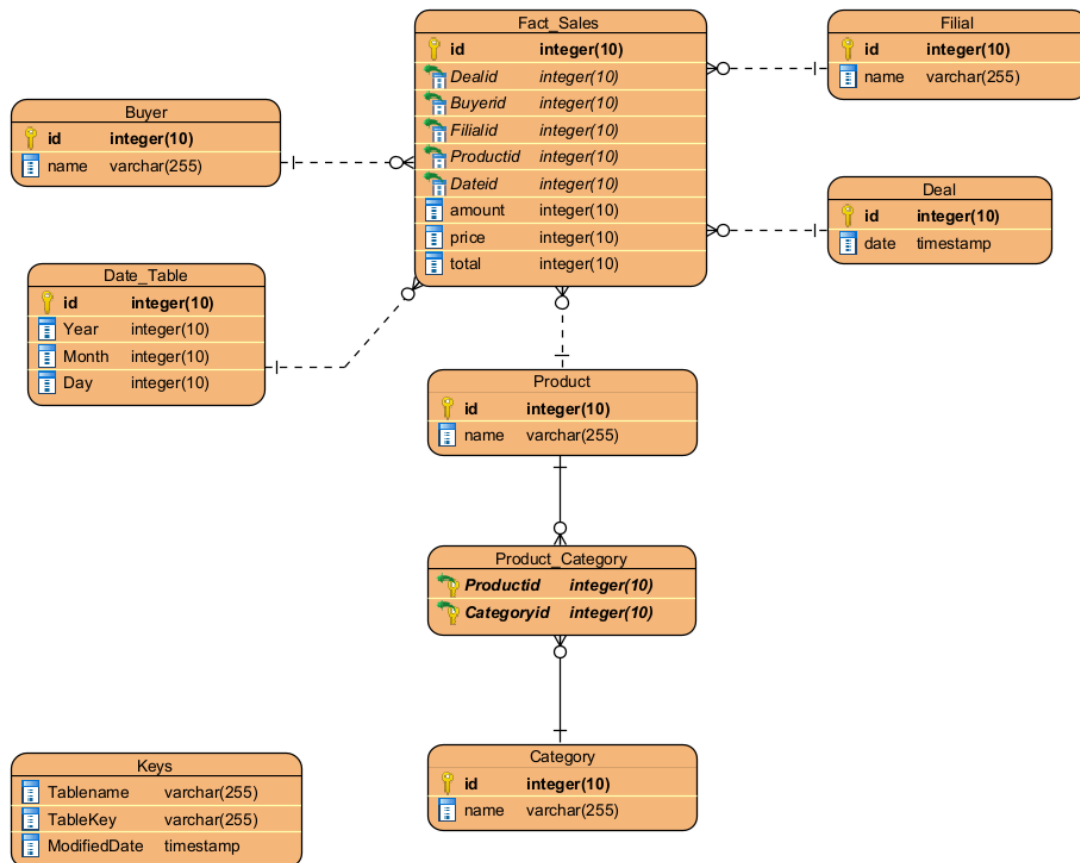 Fact_Sales
id integer(10)
Dealid integer(10)
Buyerid integer(10)
Filialid integer(10)
Productid integer(10)
Dateid integer(10)
amount integer(10)
price integer(10)
total integer(10)
Filial
id integer(10)
name varchar(255)
Buyer
id integer(10)
name varchar(255)
Deal
id integer(10)
date timestamp
Date_Table
id integer(10)
Year integer(10)
Month integer(10)
Day integer(10)
Product
id integer(10)
name varchar(255)
Product_Category
Productid integer(10)
Categoryid integer(10)
Category
id integer(10)
name varchar(255)
Keys
Tablename varchar(255)
TableKey varchar(255)
ModifiedDate timestamp